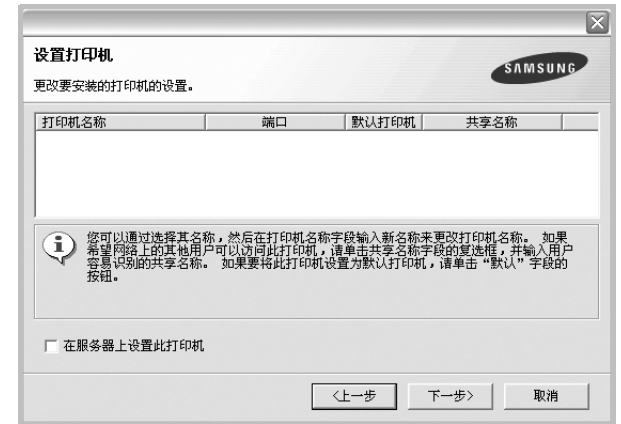 设置打印机
SAMSUNG
更改要安装的打印机的设置。
打印机名称 端口 默认打印机 共享名称
您可以通过选择其名称，然后在打印机名称字段输入新名称来更改打印机名称。 如果
希望网络上的其他用户可以访问此打印机，请单击共享名称字段的复选框，并输入用户
容易识别的共享名称。 如果要将此打印机设置为默认打印机，请单击“默认”字段的
按钮。
在服务器上设置此打印机
<上一步 下一步> 取消